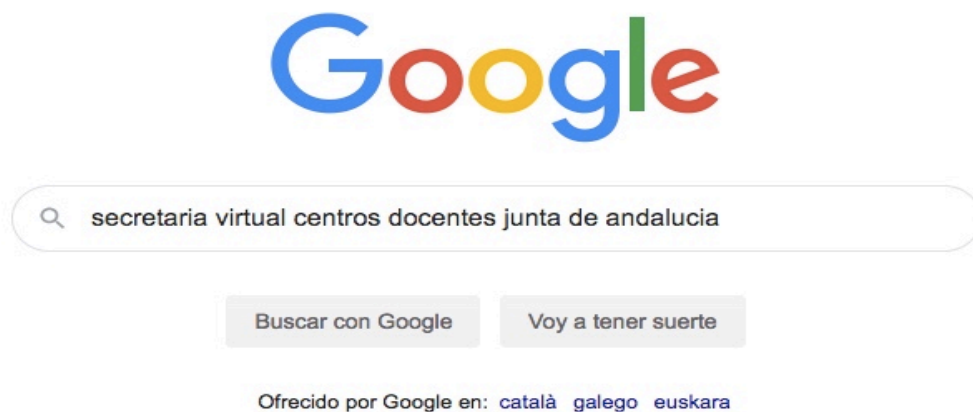 Google
secretaria virtual centros docentes junta de andalucia
Buscar con Google Voy a tener suerte
Ofrecido por Google en: català galego euskara